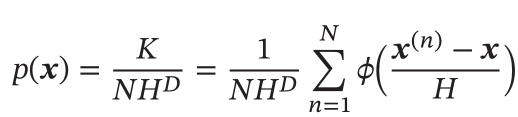 p(x) = K / NH^D = 1 / NH^D ∑_{n=1}^{N} ϕ((x^{(n)} − x) / H)